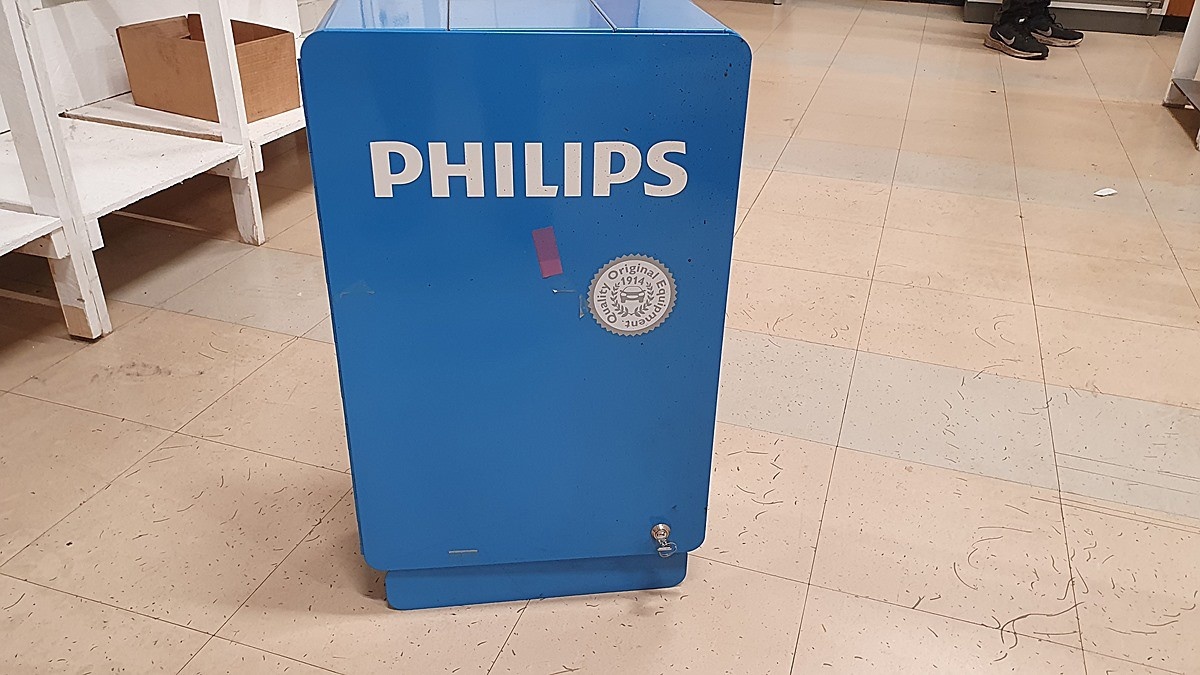 PHILIPS
Quality Original Equipment
1914